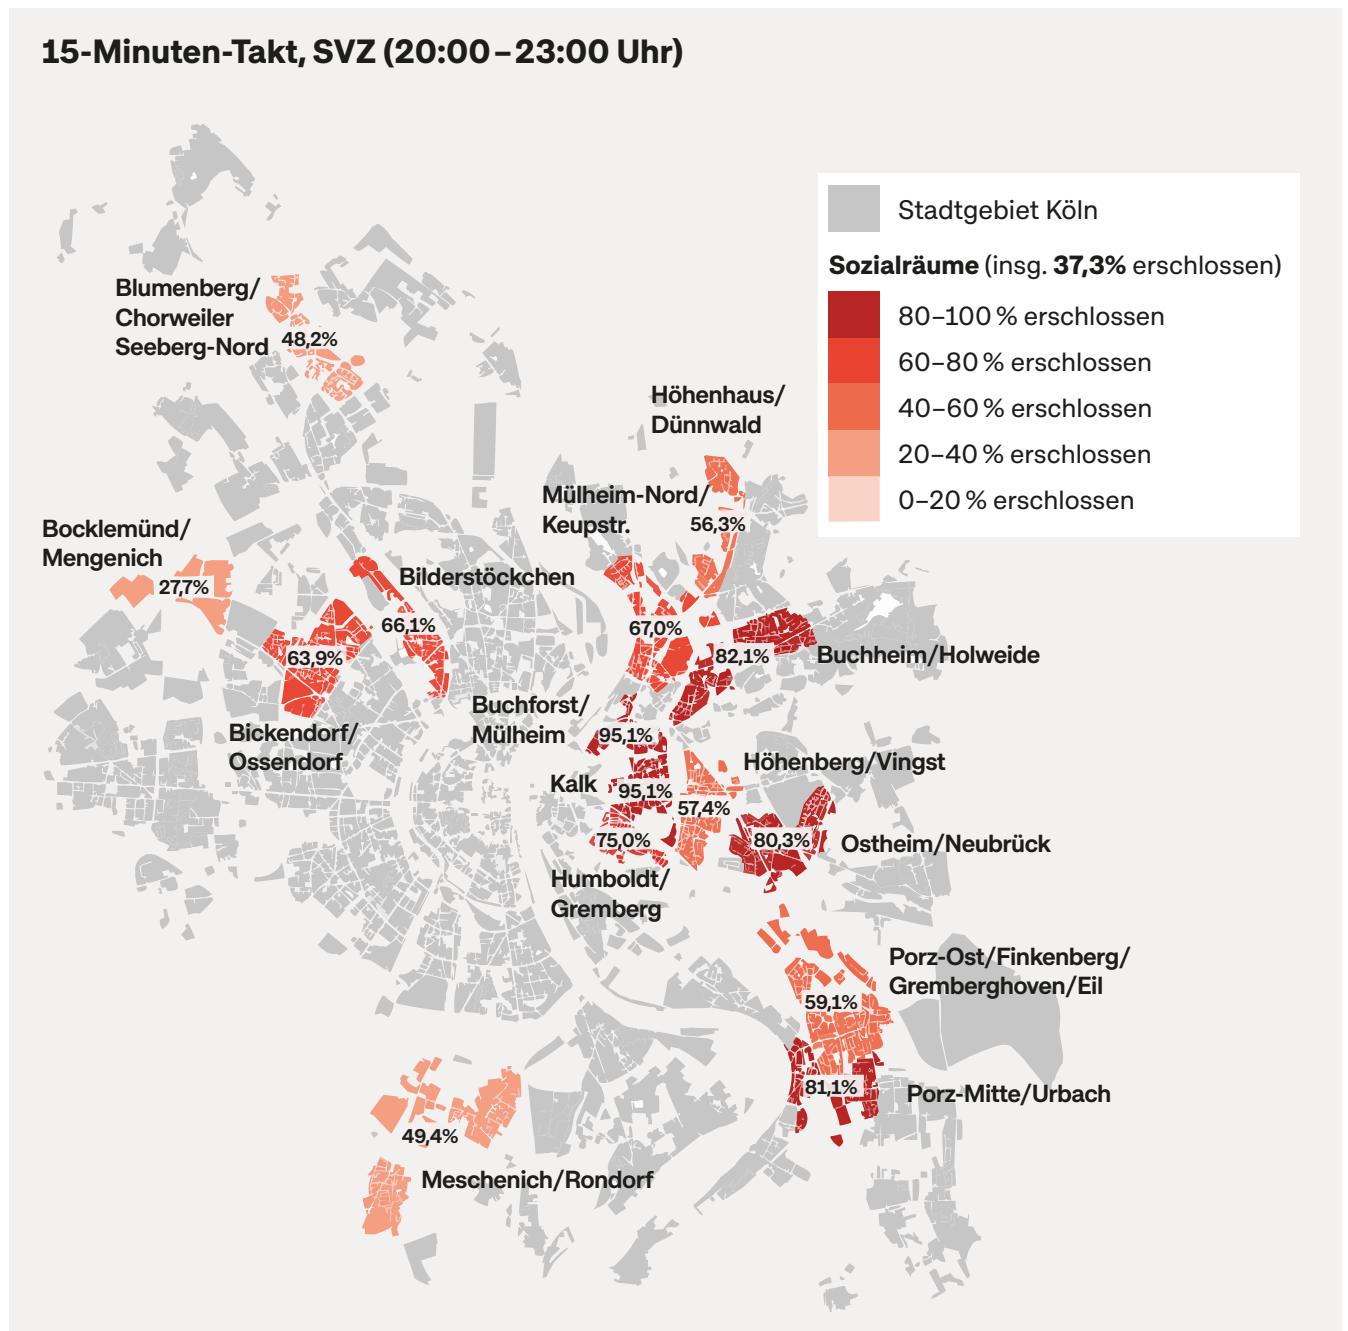 15-Minuten-Takt, SVZ (20:00–23:00 Uhr)
Stadtgebiet Köln
Sozialräume (insg. 37,3% erschlossen)
80–100 % erschlossen
60–80 % erschlossen
40–60 % erschlossen
20–40 % erschlossen
0–20 % erschlossen
Blumenberg/
Chorweiler
Seeberg-Nord
48,2%
Höhenhaus/
Dünnwald
56,3%
Mülheim-Nord/
Keupstr.
67,0%
Bocklemünd/
Mengenich
27,7%
Bilderstöckchen
66,1%
63,9%
Bickendorf/
Ossendorf
82,1%
Buchheim/Holweide
Buchforst/
Mülheim
95,1%
Kalk
95,1%
Höhenberg/Vingst
57,4%
75,0%
Humboldt/
Gremberg
80,3%
Ostheim/Neubrück
Porz-Ost/Finkenberg/
Gremberghoven/Eil
59,1%
81,1%
Porz-Mitte/Urbach
49,4%
Meschenich/Rondorf